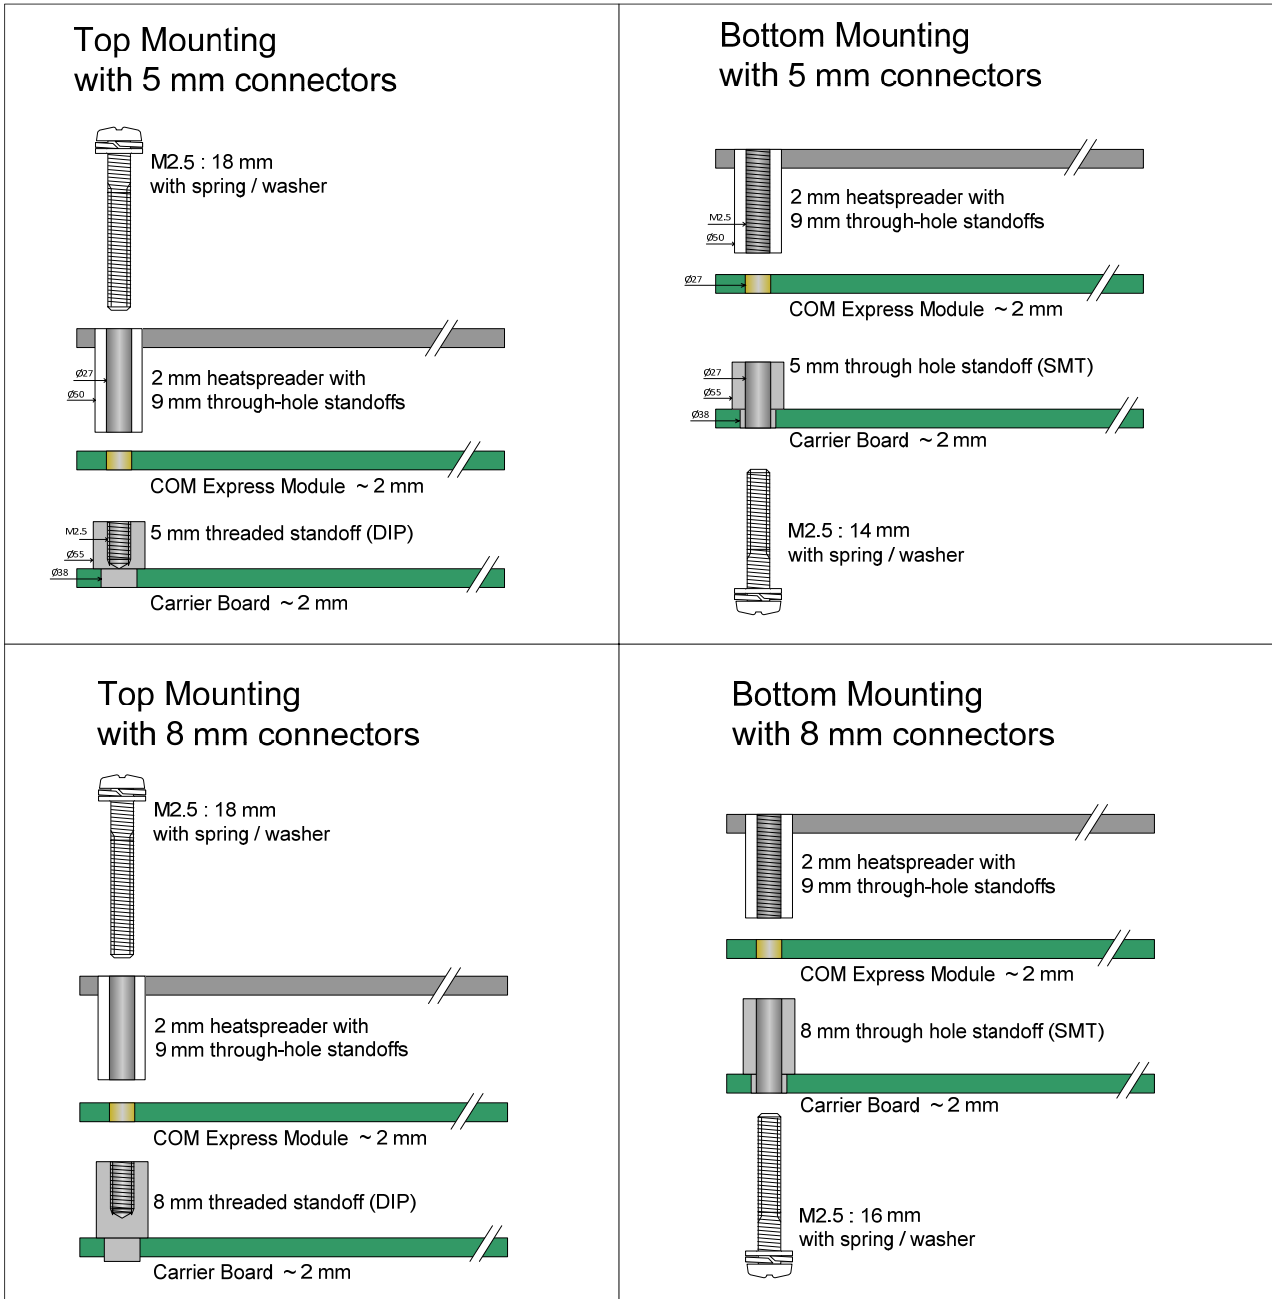 Top Mounting
with 5 mm connectors
M2.5 : 18 mm
with spring / washer
Ø27
Ø50
2 mm heatspreader with
9 mm through-hole standoffs
COM Express Module ~ 2 mm
M2.5
Ø55
Ø38
5 mm threaded standoff (DIP)
Carrier Board ~ 2 mm
Bottom Mounting
with 5 mm connectors
M2.5
Ø50
2 mm heatspreader with
9 mm through-hole standoffs
Ø27
COM Express Module ~ 2 mm
5 mm through hole standoff (SMT)
Ø27
Ø55
Ø38
Carrier Board ~ 2 mm
M2.5 : 14 mm
with spring / washer
Top Mounting
with 8 mm connectors
M2.5 : 18 mm
with spring / washer
2 mm heatspreader with
9 mm through-hole standoffs
COM Express Module ~ 2 mm
8 mm threaded standoff (DIP)
Carrier Board ~ 2 mm
Bottom Mounting
with 8 mm connectors
2 mm heatspreader with
9 mm through-hole standoffs
COM Express Module ~ 2 mm
8 mm through hole standoff (SMT)
Carrier Board ~ 2 mm
M2.5 : 16 mm
with spring / washer